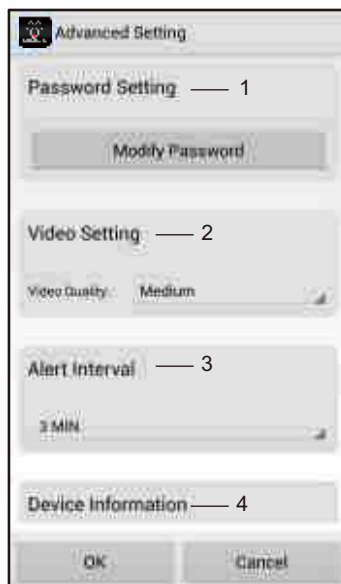 Advanced Setting
Password Setting 1
Modify Password
Video Setting 2
Video Quality: Medium
Alert Interval 3
3 MIN
Device Information 4
OK Cancel